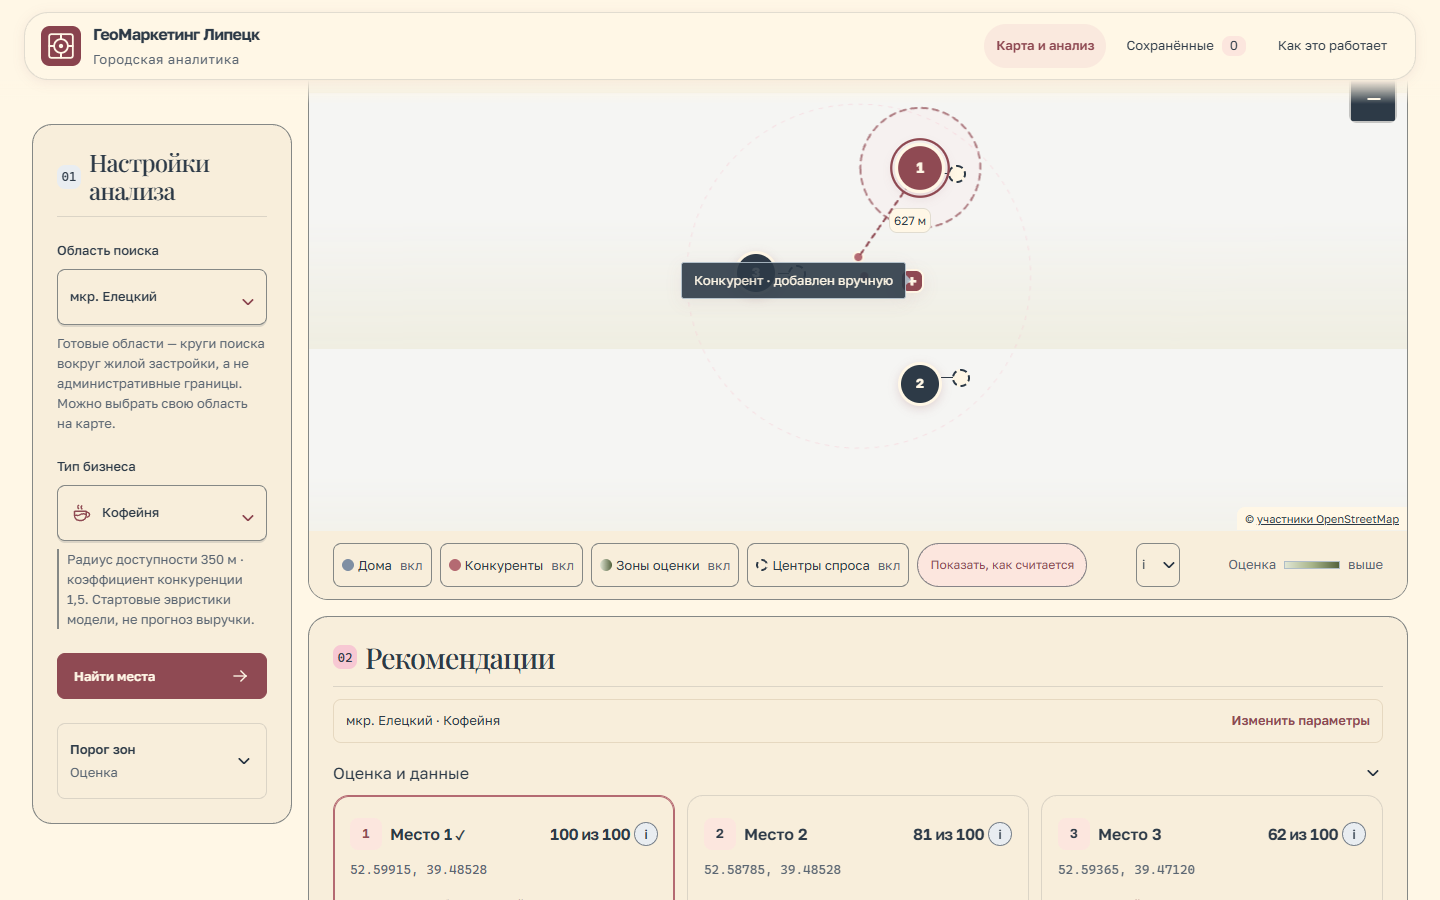 ГеоМаркетинг Липецк
Городская аналитика
Карта и анализ
Сохранённые 0
Как это работает
01 Настройки
анализа
Область поиска
мкр. Елецкий
Готовые области — круги поиска
вокруг жилой застройки, а не
административные границы.
Можно выбрать свою область
на карте.
Тип бизнеса
Кофейня
Радиус доступности 350 м ·
коэффициент конкуренции
1,5. Стартовые эвристики
модели, не прогноз выручки.
Найти места
Порог зон
Оценка
1
627 м
3
Конкурент · добавлен вручную
2
© участники OpenStreetMap
Дома вкл
Конкуренты вкл
Зоны оценки вкл
Центры спроса вкл
Показать, как считается
i
Оценка выше
02 Рекомендации
мкр. Елецкий · Кофейня
Изменить параметры
Оценка и данные
1 Место 1 ✓ 100 из 100 i
52.59915, 39.48528
2 Место 2 81 из 100 i
52.58785, 39.48528
3 Место 3 62 из 100 i
52.59365, 39.47120